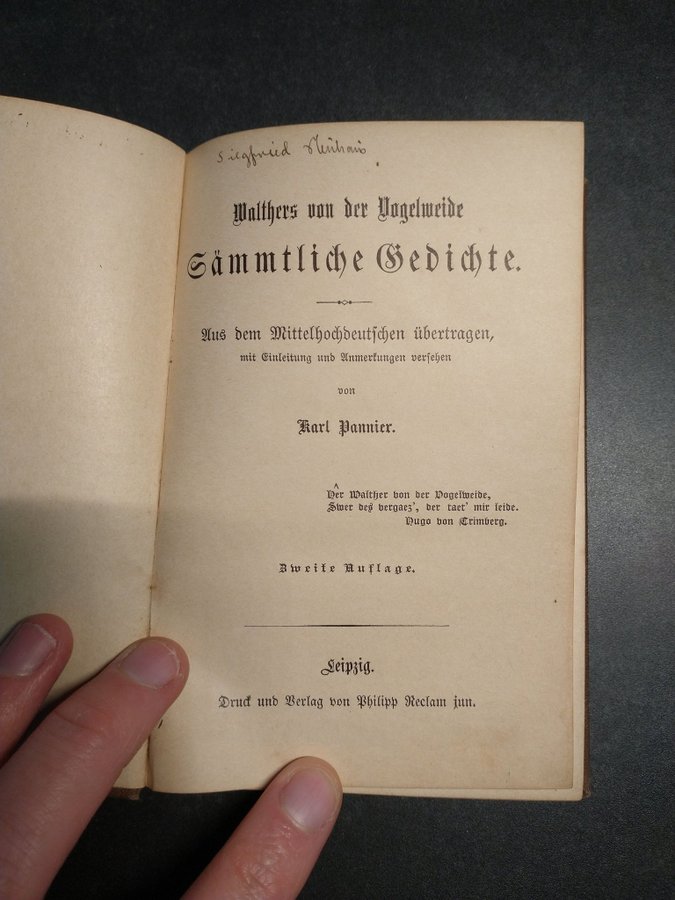 Siegfried Neuhaus
Walthers von der Vogelweide
Sämmtliche Gedichte.
Aus dem Mittelhochdeutschen übertragen,
mit Einleitung und Anmerkungen versehen
von
Karl Pannier.
Hêr Walther von der Vogelweide,
Swer des vergaez', der taet' mir leide.
Hugo von Trimberg.
Zweite Auflage.
Leipzig.
Druck und Verlag von Philipp Reclam jun.